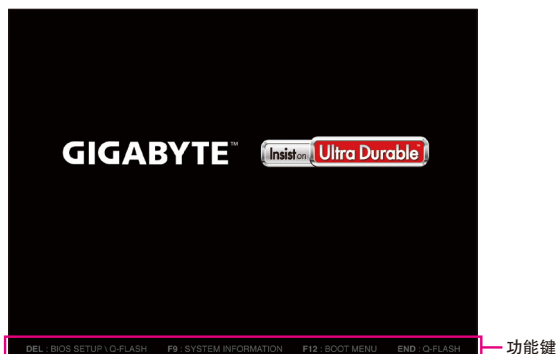 GIGABYTE™
Insist on Ultra Durable™
DEL : BIOS SETUP \ Q-FLASH F9 : SYSTEM INFORMATION F12 : BOOT MENU END : Q-FLASH
功能键